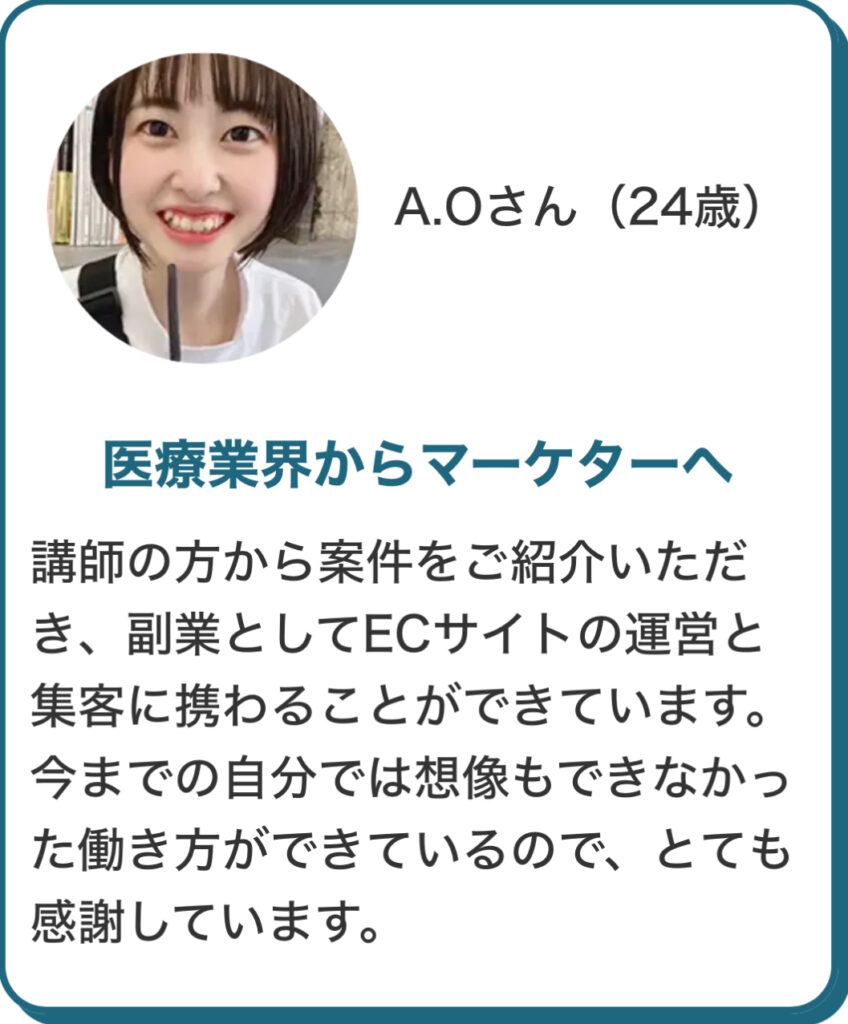 A.Oさん（24歳）
医療業界からマーケターへ
講師の方から案件をご紹介いただ
き、副業としてECサイトの運営と
集客に携わることができています。
今までの自分では想像もできなかっ
た働き方ができているので、とても
感謝しています。